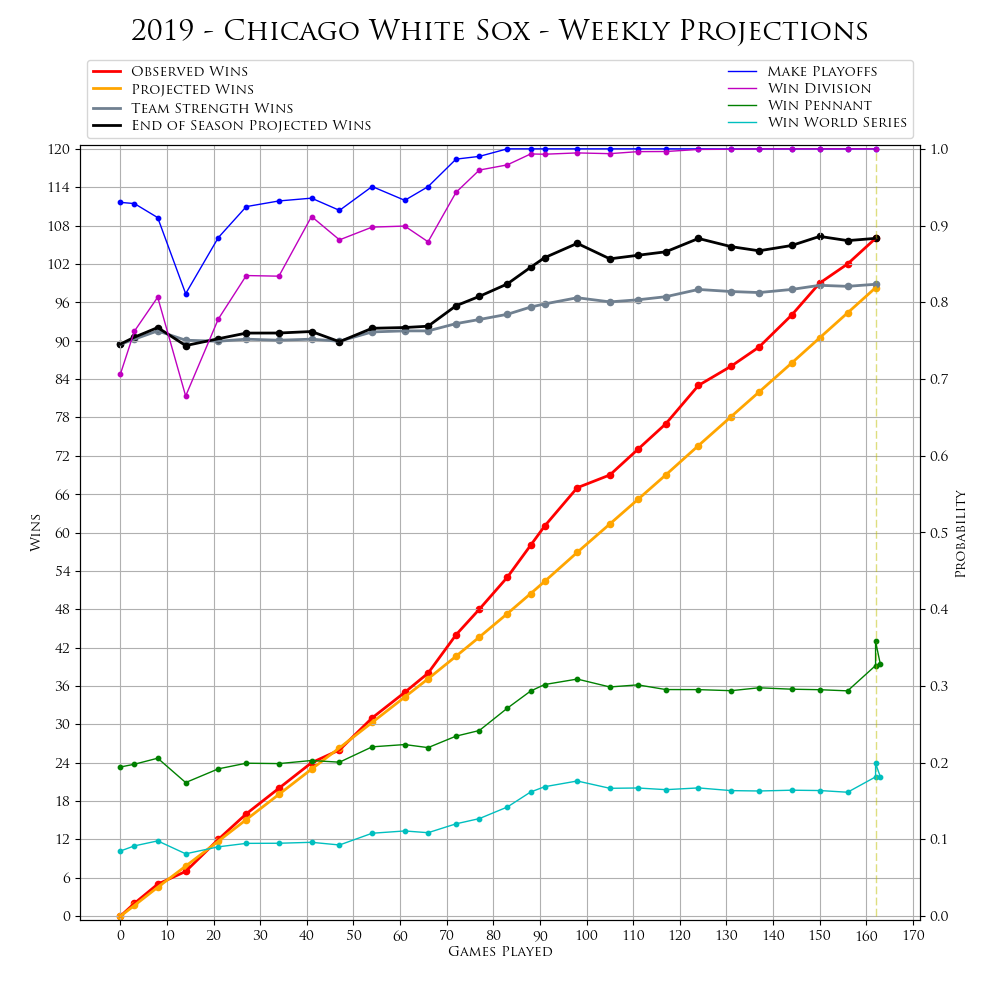 2019 - Chicago White Sox - Weekly Projections
Observed Wins
Projected Wins
Team Strength Wins
End of Season Projected Wins
Make Playoffs
Win Division
Win Pennant
Win World Series
120
114
108
102
96
90
84
78
72
66
60
54
48
42
36
30
24
18
12
6
0
Wins
1.0
0.9
0.8
0.7
0.6
0.5
0.4
0.3
0.2
0.1
0.0
Probability
0 10 20 30 40 50 60 70 80 90 100 110 120 130 140 150 160 170
Games Played